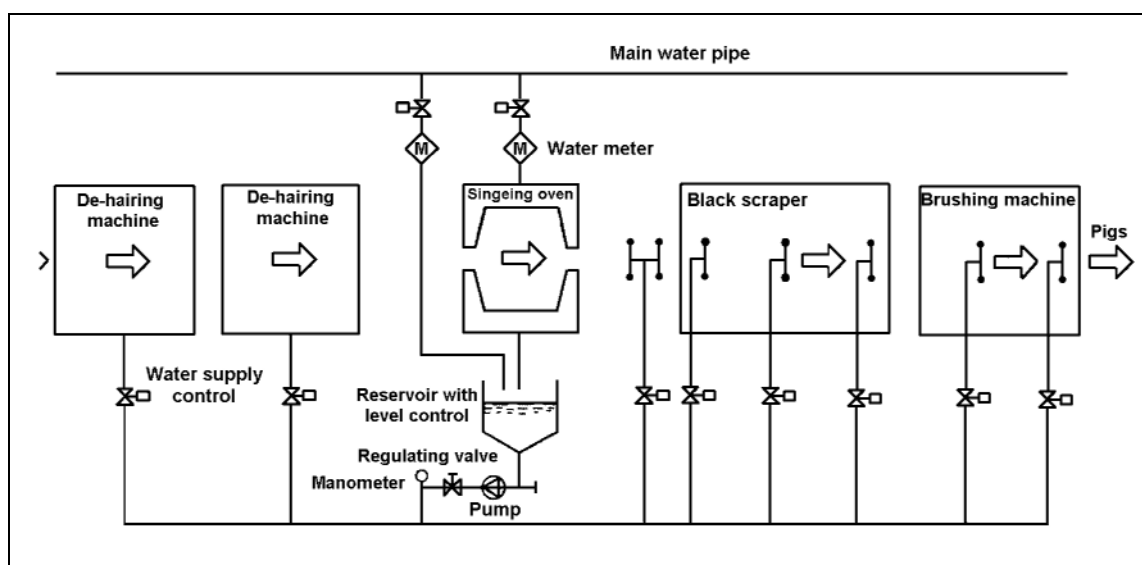 Main water pipe
M
M
Water meter
De-hairing
machine
De-hairing
machine
Singeing oven
Black scraper
Brushing machine
Pigs
Water supply
control
Reservoir with
level control
Regulating valve
Manometer
Pump